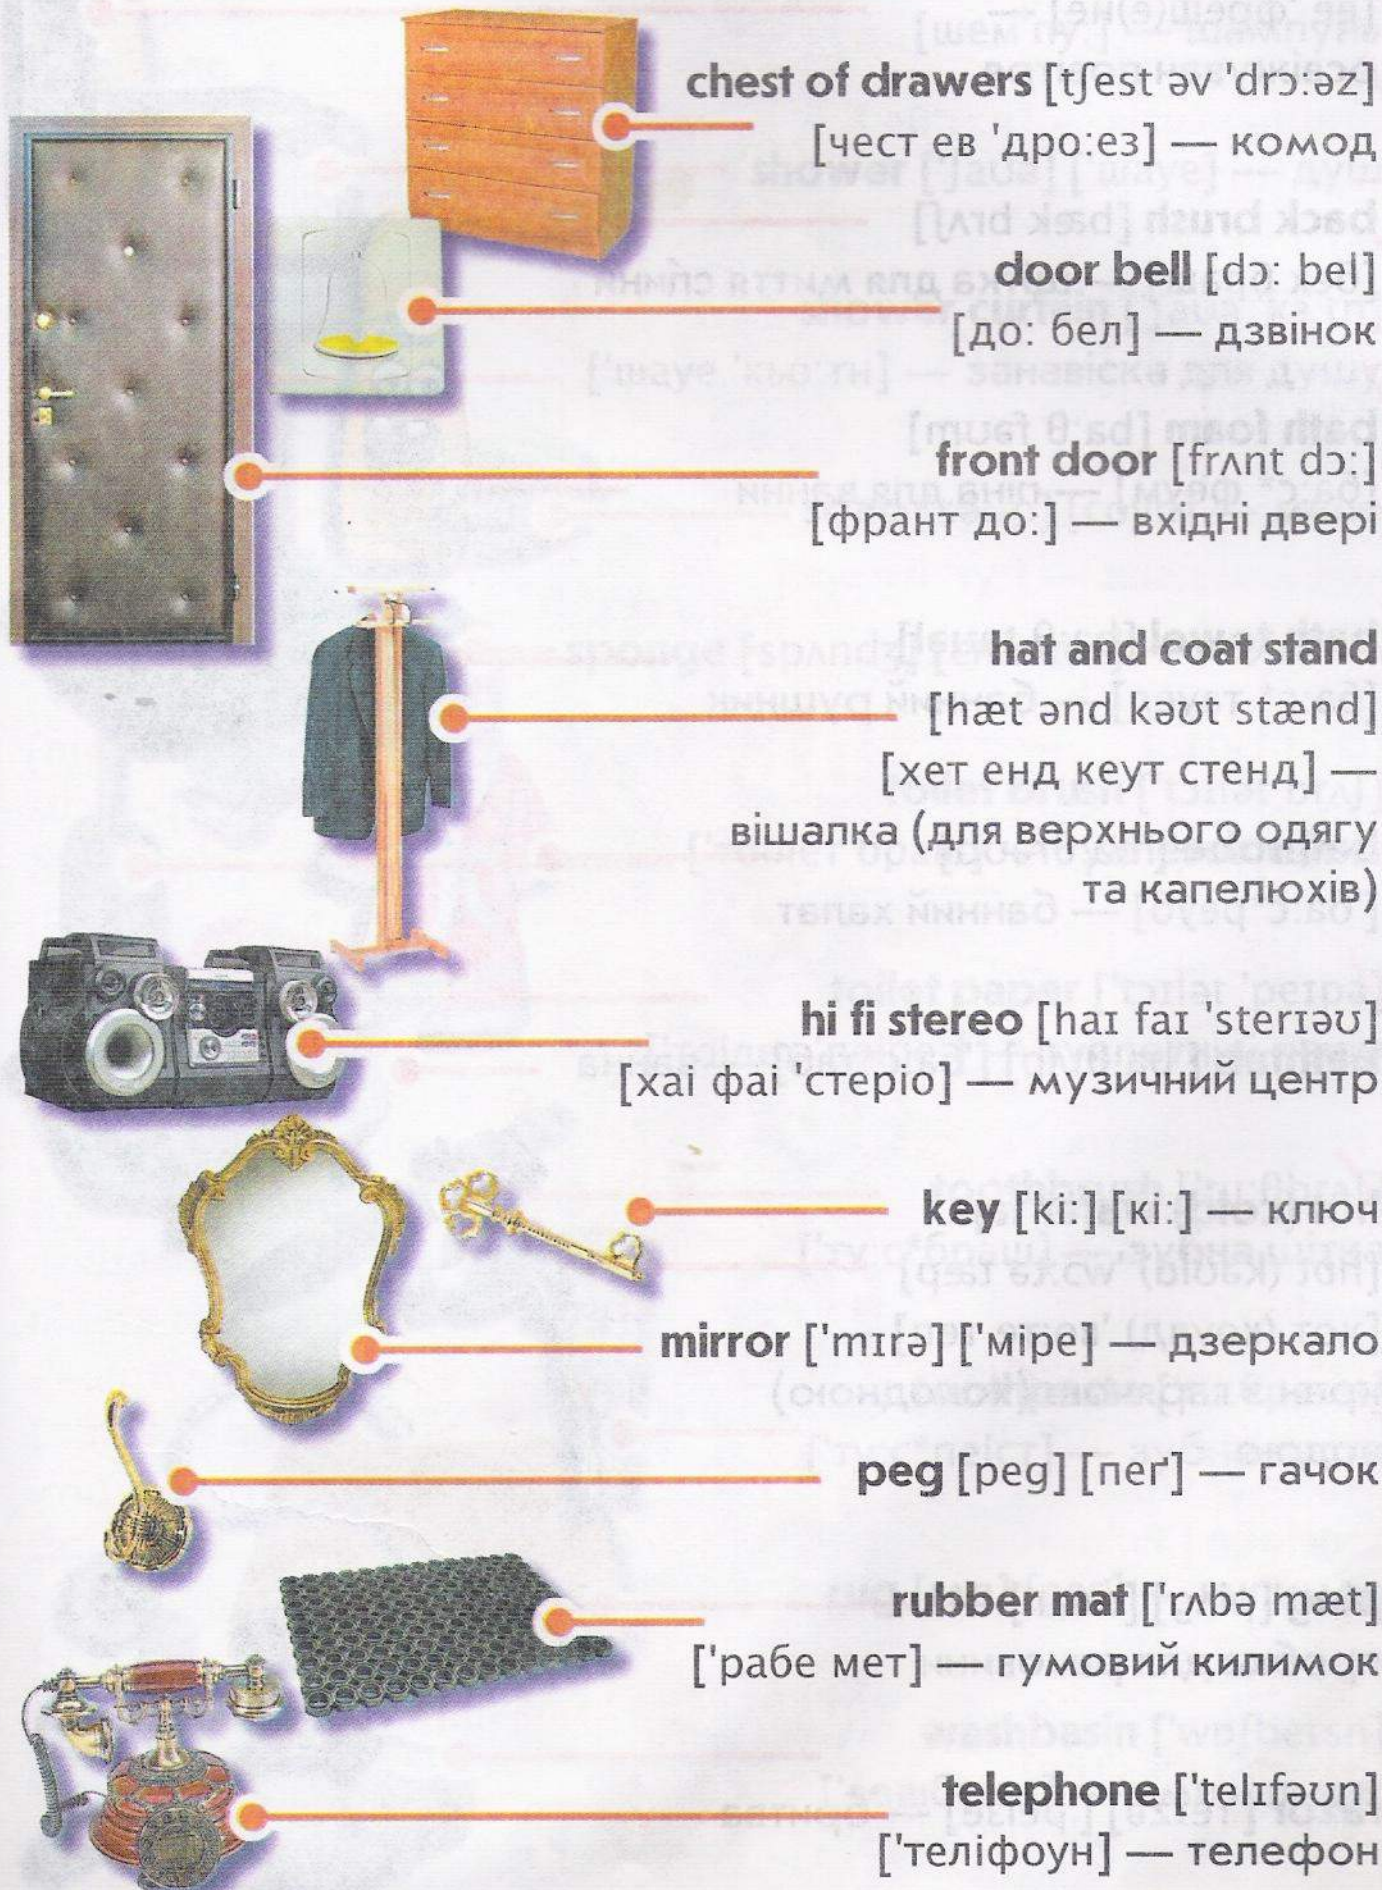 chest of drawers [tʃest əv 'drɔ:əz]
[чест ев 'дро:ез] — комод
door bell [dɔ: bel]
[до: бел] — дзвінок
front door [frʌnt dɔ:]
[франт до:] — вхідні двері
hat and coat stand
[hæt ənd kəʊt stænd]
[хет енд кеут стенд] —
вішалка (для верхнього одягу
та капелюхів)
hi fi stereo [haɪ faɪ 'sterɪəʊ]
[хаі фаі 'стеріо] — музичний центр
key [ki:] [кі:] — ключ
mirror ['mɪrə] ['міре] — дзеркало
peg [peg] [пеґ] — гачок
rubber mat ['rʌbə mæt]
['рабе мет] — гумовий килимок
telephone ['telɪfəʊn]
['теліфоун] — телефон